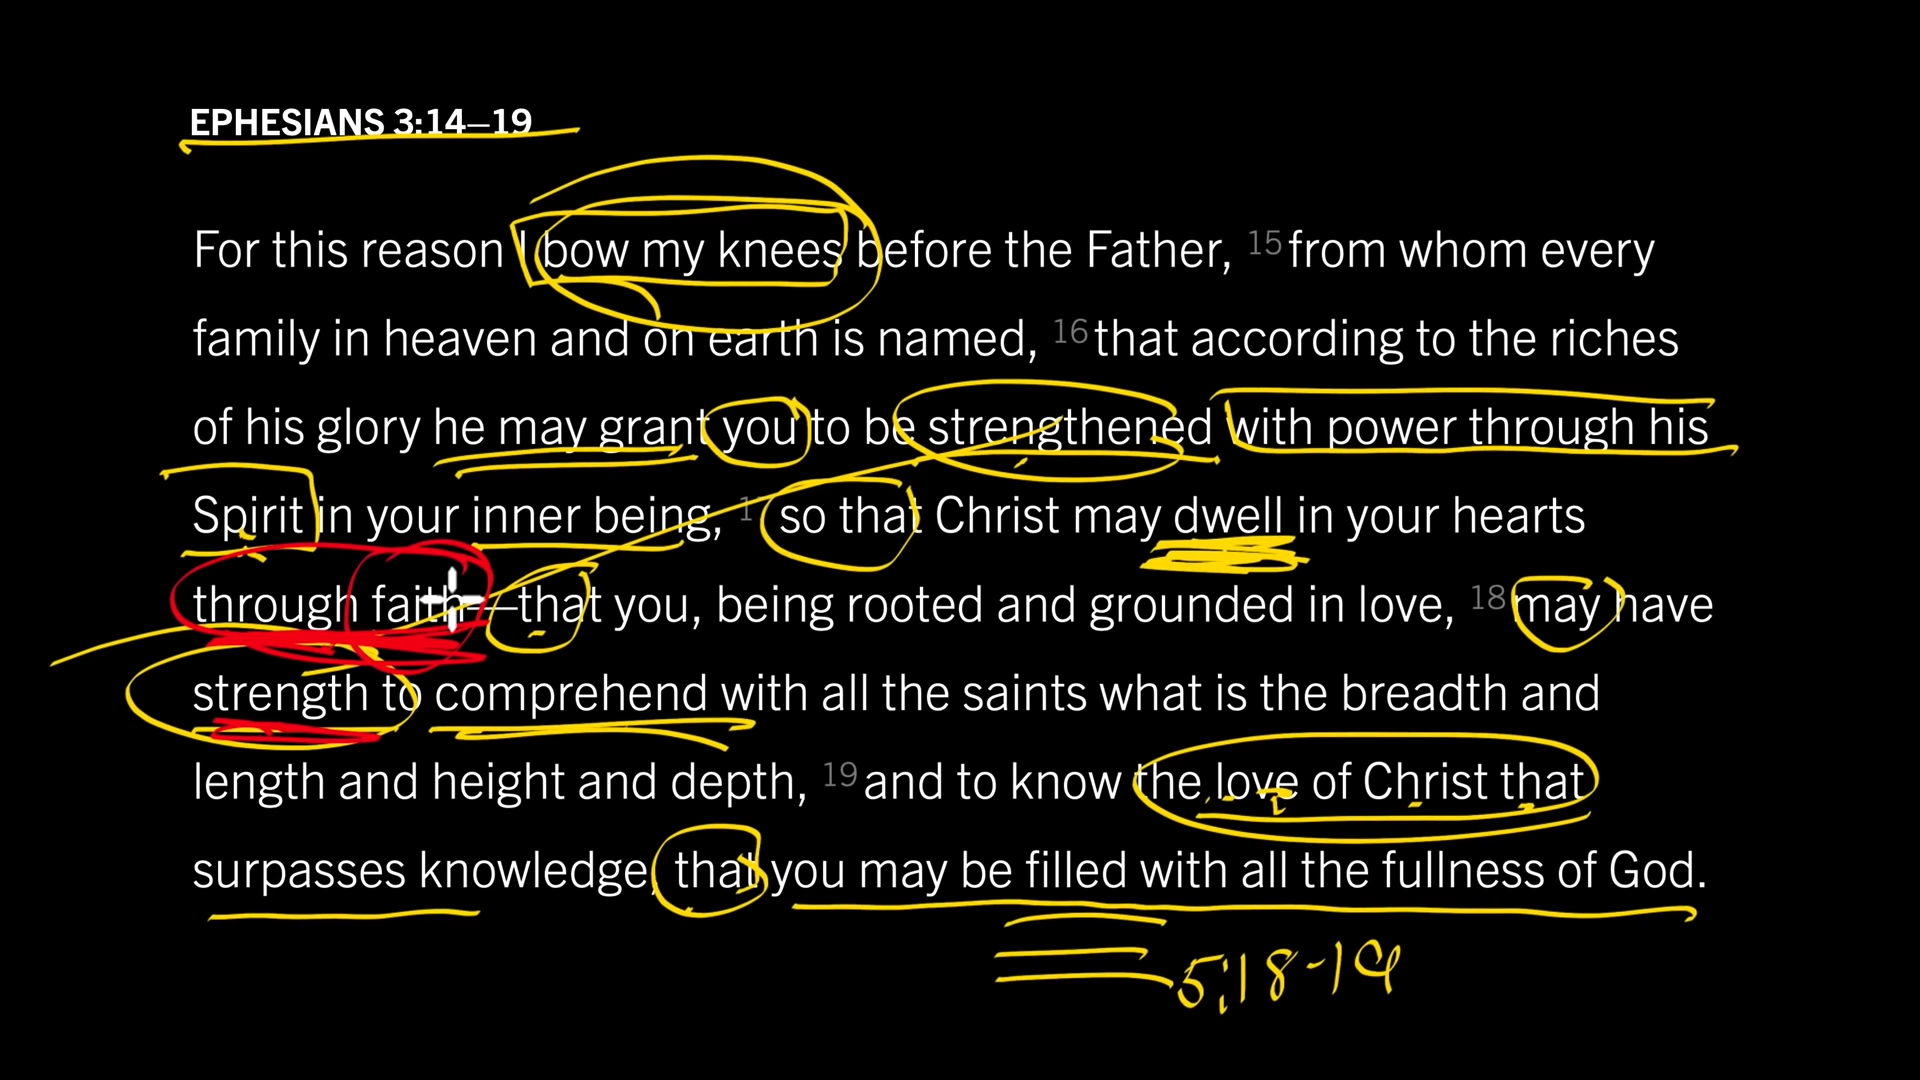 EPHESIANS 3:14–19
For this reason I bow my knees before the Father, 15 from whom every
family in heaven and on earth is named, 16 that according to the riches
of his glory he may grant you to be strengthened with power through his
Spirit in your inner being, 1 so that Christ may dwell in your hearts
through faith—that you, being rooted and grounded in love, 18 may have
strength to comprehend with all the saints what is the breadth and
length and height and depth, 19 and to know the love of Christ that
surpasses knowledge, that you may be filled with all the fullness of God.
5:18-19